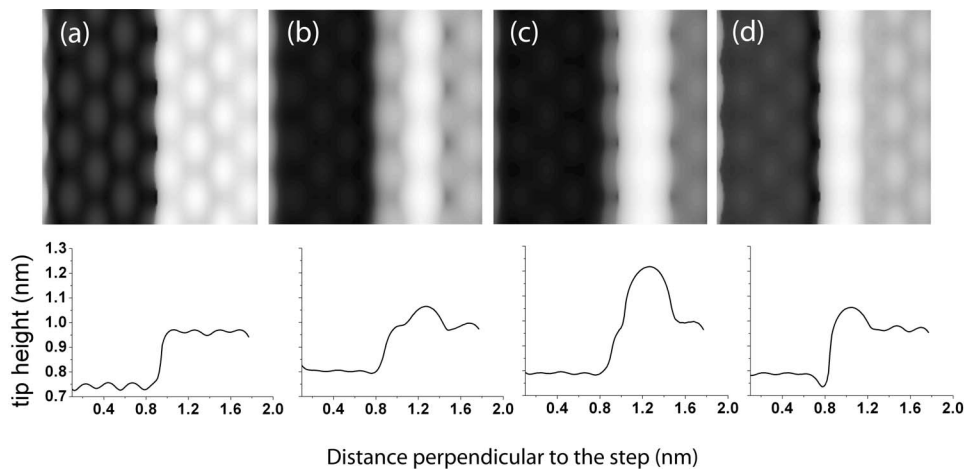 (a) (b) (c) (d)
tip height (nm)
1.3
1.2
1.1
1.0
0.9
0.8
0.7
0.4 0.8 1.2 1.6 2.0 0.4 0.8 1.2 1.6 2.0 0.4 0.8 1.2 1.6 2.0 0.4 0.8 1.2 1.6 2.0
Distance perpendicular to the step (nm)